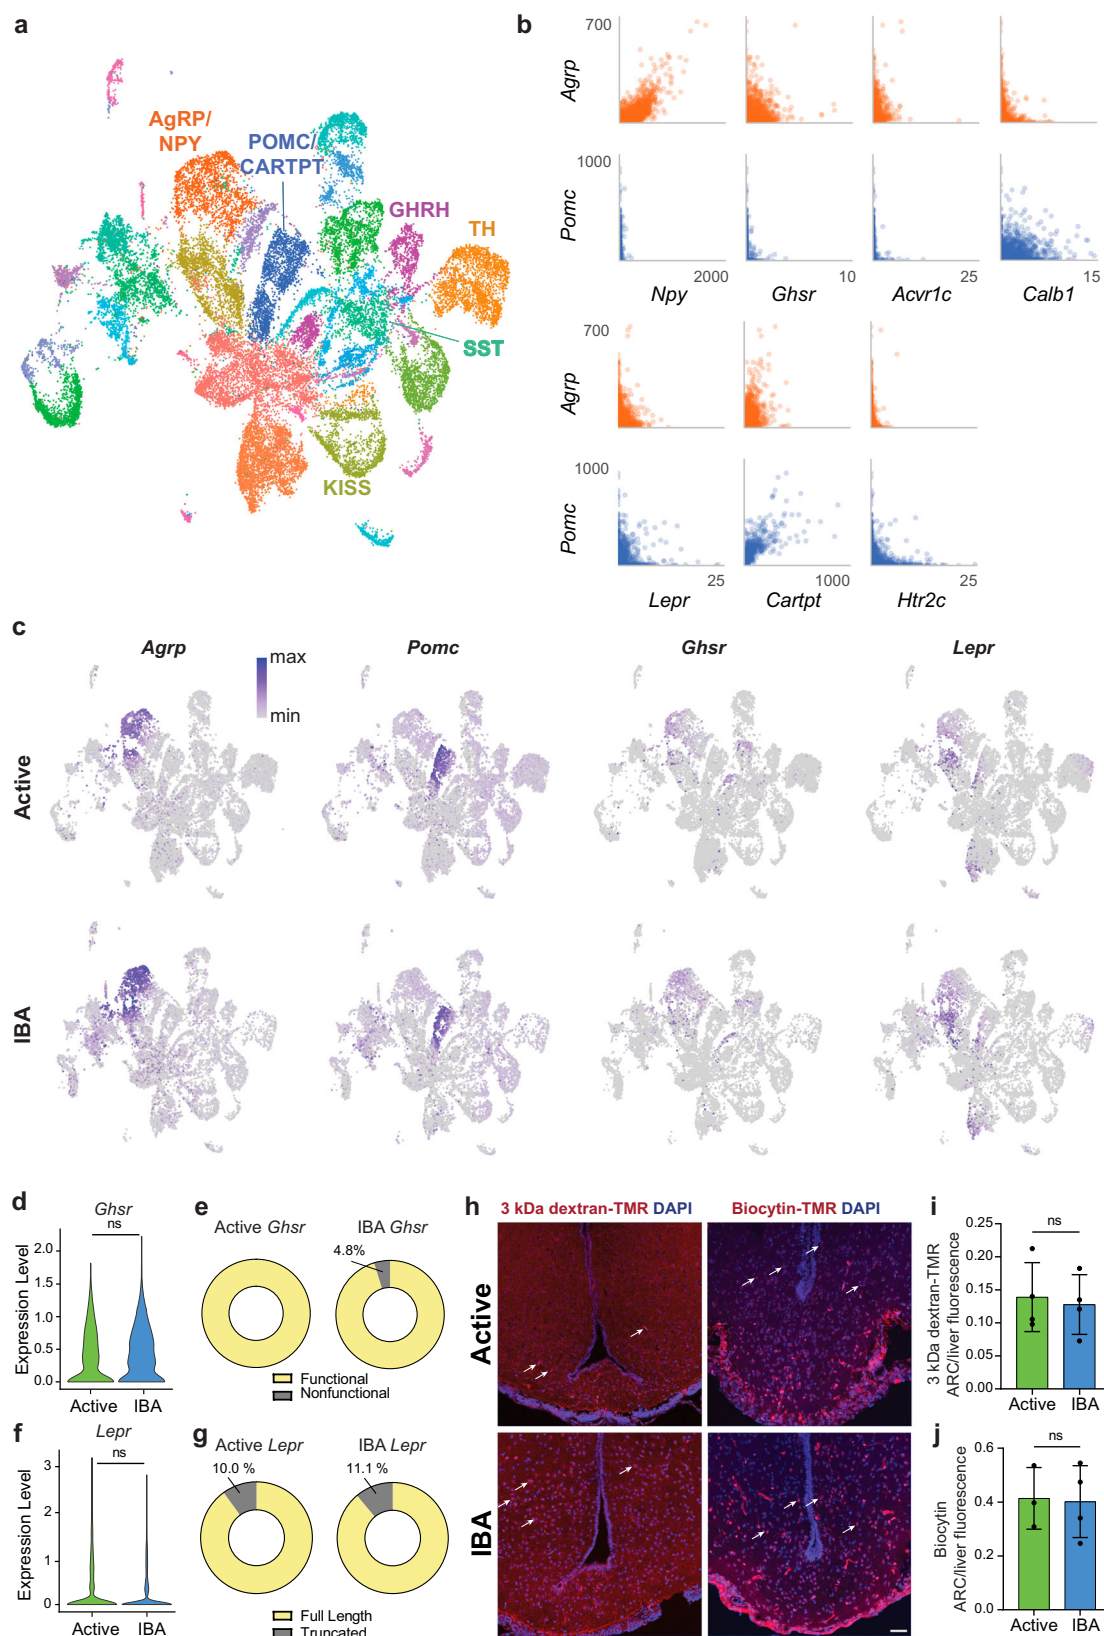 a
AgRP/
NPY
POMC/
CARTPT
GHRH
TH
SST
KISS
b
700
Agrp
1000
Pomc
2000
10
25
15
Npy
Ghsr
Acvr1c
Calb1
700
Agrp
1000
Pomc
25
1000
25
Lepr
Cartpt
Htr2c
c
Agrp
Pomc
Ghsr
Lepr
max
min
Active
IBA
d
Ghsr
ns
Expression Level
2.0
1.5
1.0
0.5
0.0
Active
IBA
e
Active Ghsr
IBA Ghsr
4.8%
Functional
Nonfunctional
f
Lepr
ns
Expression Level
3
2
1
0
Active
IBA
g
Active Lepr
IBA Lepr
10.0 %
11.1 %
Full Length
Truncated
h
3 kDa dextran-TMR DAPI
Biocytin-TMR DAPI
Active
IBA
i
ns
3 kDa dextran-TMR
ARC/liver fluorescence
0.25
0.20
0.15
0.10
0.05
0.00
Active
IBA
j
ns
Biocytin
ARC/liver fluorescence
0.6
0.4
0.2
0.0
Active
IBA